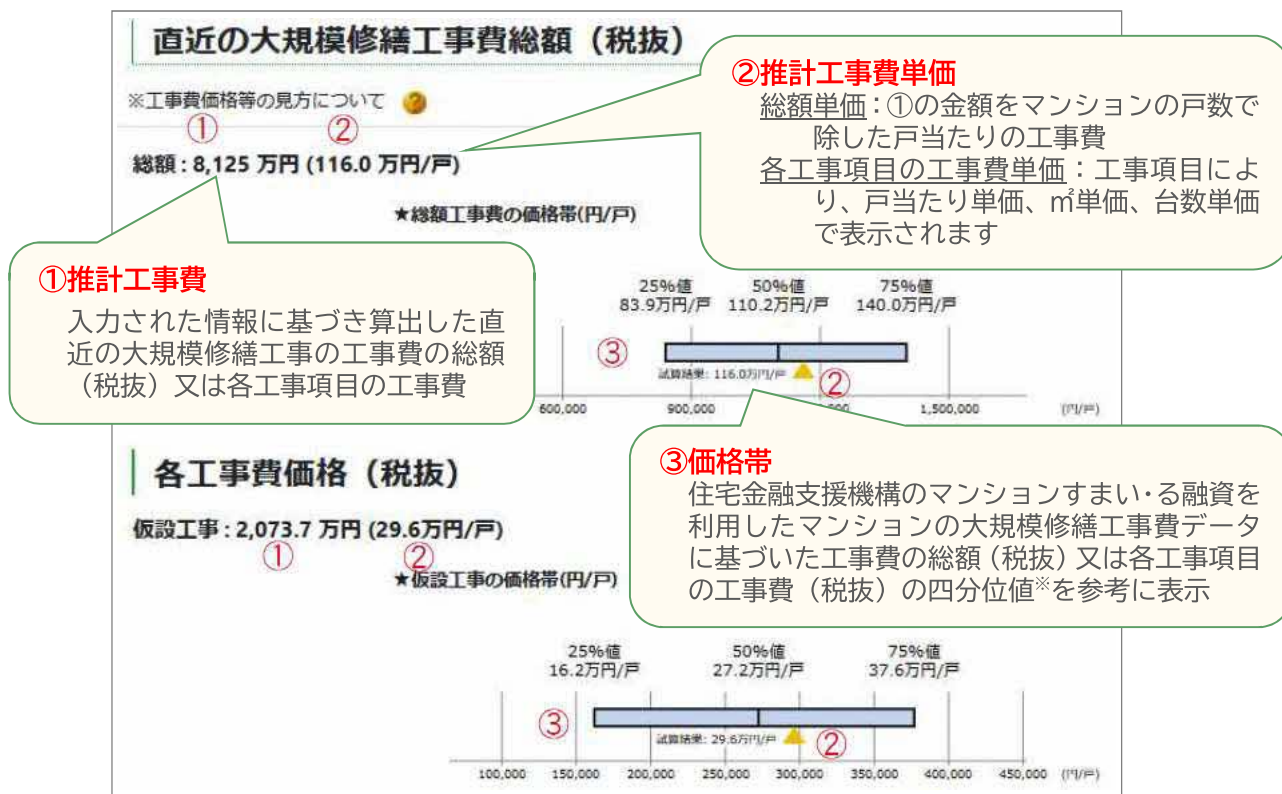 直近の大規模修繕工事費総額（税抜）
※工事費価格等の見方について ?
① ②
総額：8,125 万円 (116.0 万円/戸)
②推計工事費単価
総額単価：①の金額をマンションの戸数で
除した戸当たりの工事費
各工事項目の工事費単価：工事項目によ
り、戸当たり単価、㎡単価、台数単価
で表示されます
★総額工事費の価格帯(円/戸)
①推計工事費
入力された情報に基づき算出した直
近の大規模修繕工事の工事費の総額
（税抜）又は各工事項目の工事費
25%値 50%値 75%値
83.9万円/戸 110.2万円/戸 140.0万円/戸
③
試算結果: 116.0万円/戸 ②
600,000 900,000 1,500,000 (円/戸)
各工事費価格（税抜）
仮設工事：2,073.7 万円 (29.6万円/戸)
① ②
③価格帯
住宅金融支援機構のマンションすまい・る融資を
利用したマンションの大規模修繕工事費データ
に基づいた工事費の総額（税抜）又は各工事項目
の工事費（税抜）の四分位値※を参考に表示
★仮設工事の価格帯(円/戸)
25%値 50%値 75%値
16.2万円/戸 27.2万円/戸 37.6万円/戸
③
試算結果: 29.6万円/戸 ②
100,000 150,000 200,000 250,000 300,000 350,000 400,000 450,000 (円/戸)